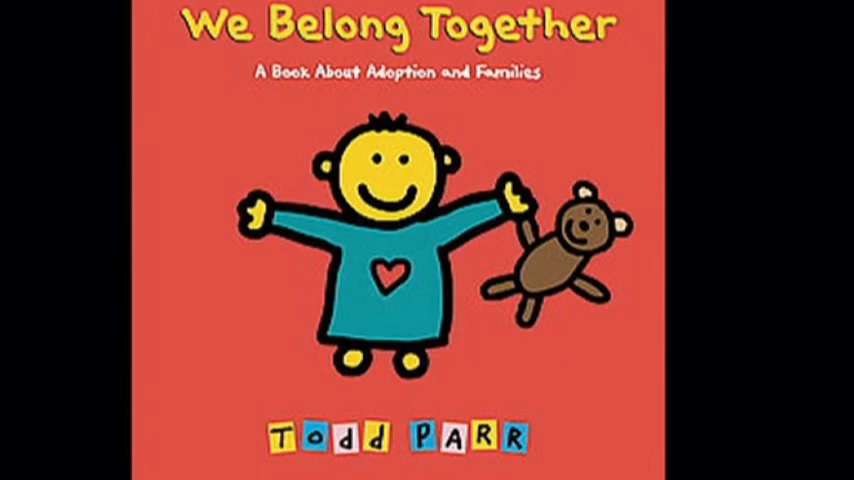 We Belong Together
A Book About Adoption and Families
Todd PARR